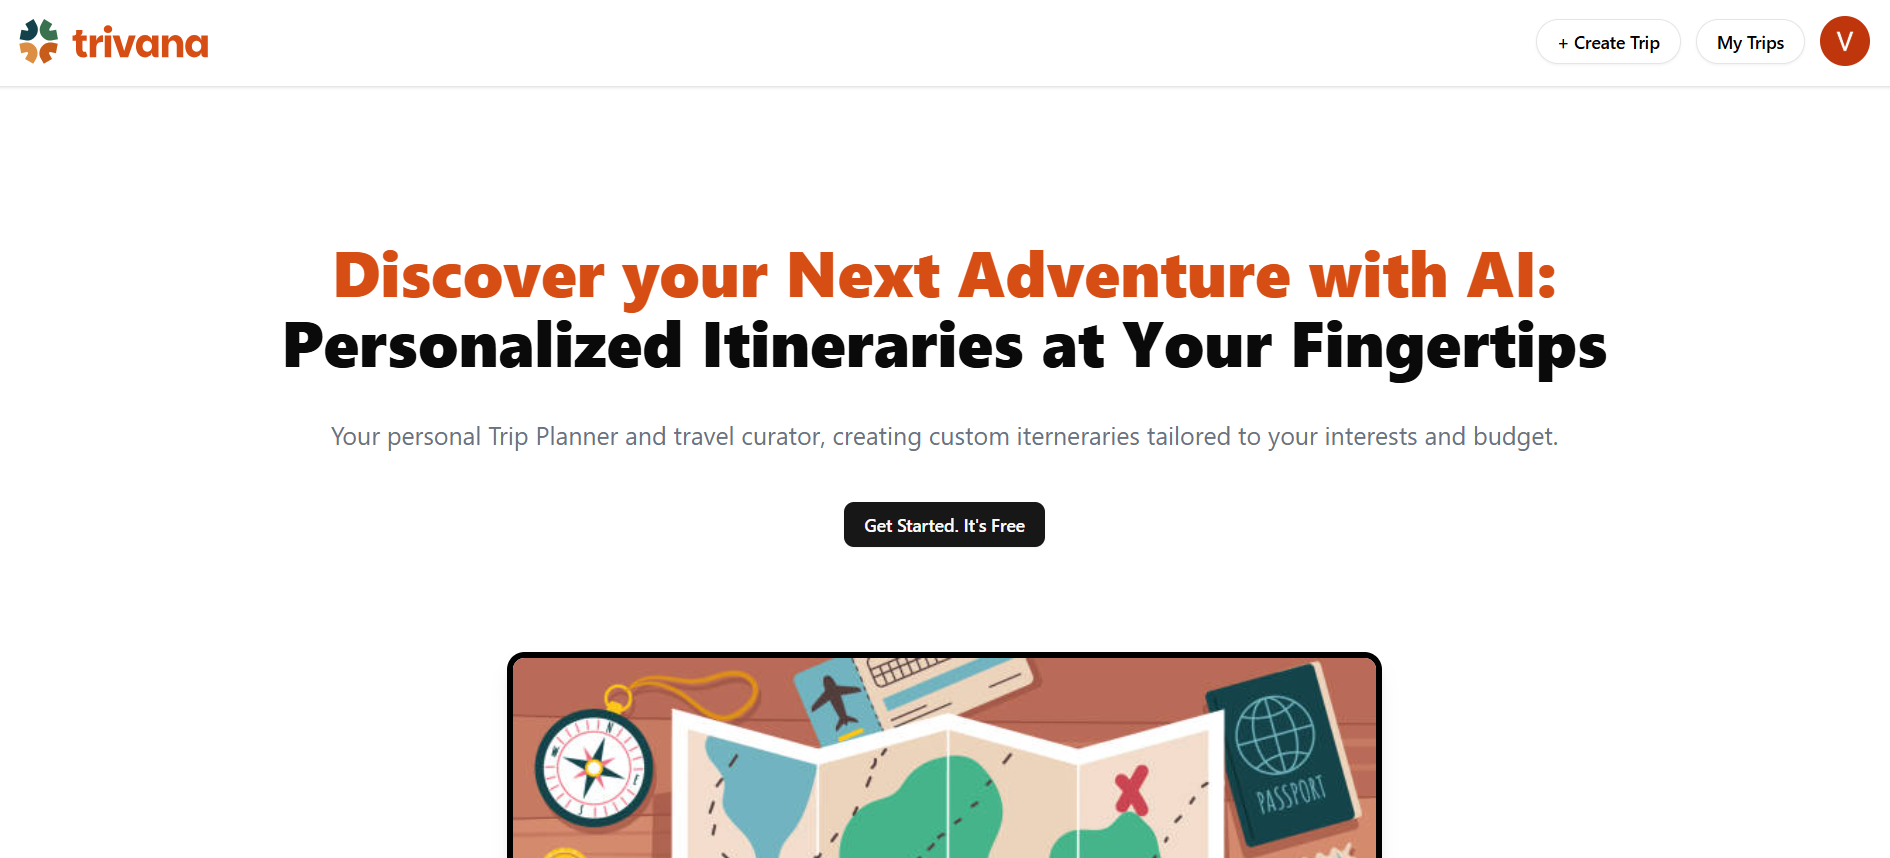 trivana
+ Create Trip
My Trips
V
Discover your Next Adventure with AI:
Personalized Itineraries at Your Fingertips
Your personal Trip Planner and travel curator, creating custom iterneraries tailored to your interests and budget.
Get Started. It's Free
N
S
PASSPORT